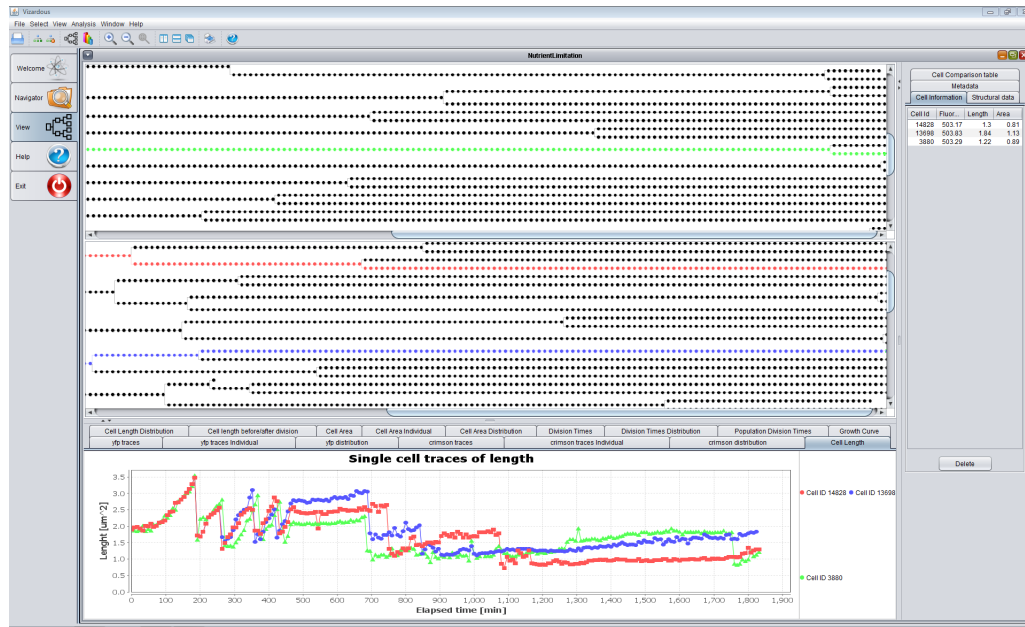 Vizardous
File Select View Analysis Window Help
NutrientLimitation
Welcome
Navigator
View
Help
Exit
Cell Comparison table
Metadata
Cell Information Structural data
Cell Id Fluor... Length Area
14828 503.17 1.3 0.81
13698 503.83 1.84 1.13
3880 503.29 1.22 0.89
Delete
Cell Length Distribution Cell length before/after division Cell Area Cell Area Individual Cell Area Distribution Division Times Division Times Distribution Population Division Times Growth Curve
yfp traces yfp traces Individual yfp distribution crimson traces crimson traces Individual crimson distribution Cell Length
Single cell traces of length
Lenght [µm^2]
3.5
3.0
2.5
2.0
1.5
1.0
0.5
0.0
0 100 200 300 400 500 600 700 800 900 1,000 1,100 1,200 1,300 1,400 1,500 1,600 1,700 1,800 1,900
Elapsed time [min]
Cell ID 14828 Cell ID 13698
Cell ID 3880